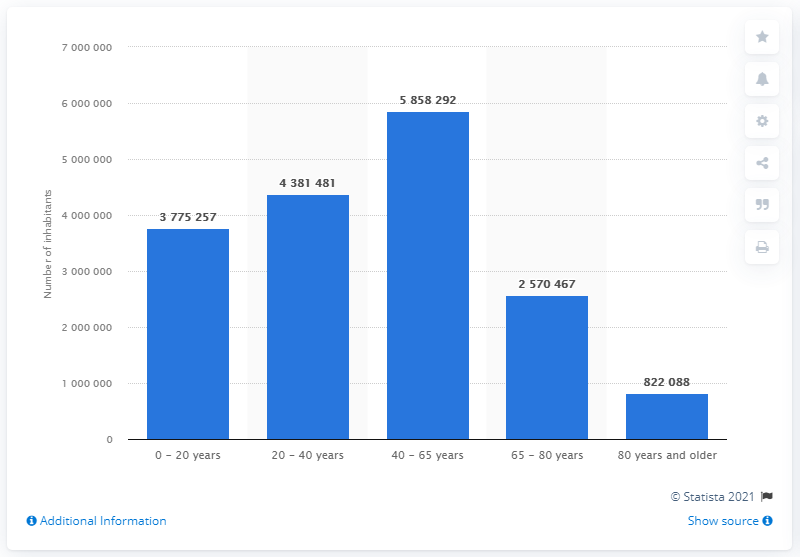 7 000 000
6 000 000
5 000 000
4 000 000
3 000 000
2 000 000
1 000 000
0
Number of inhabitants
3 775 257
4 381 481
5 858 292
2 570 467
822 088
0 – 20 years
20 – 40 years
40 – 65 years
65 – 80 years
80 years and older
© Statista 2021
Additional Information
Show source